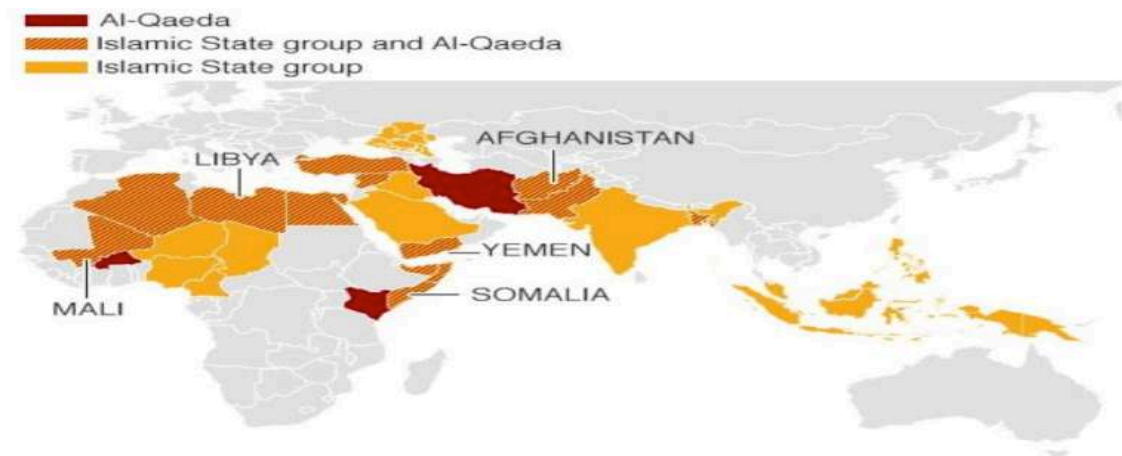 Al-Qaeda
Islamic State group and Al-Qaeda
Islamic State group
AFGHANISTAN
LIBYA
YEMEN
SOMALIA
MALI